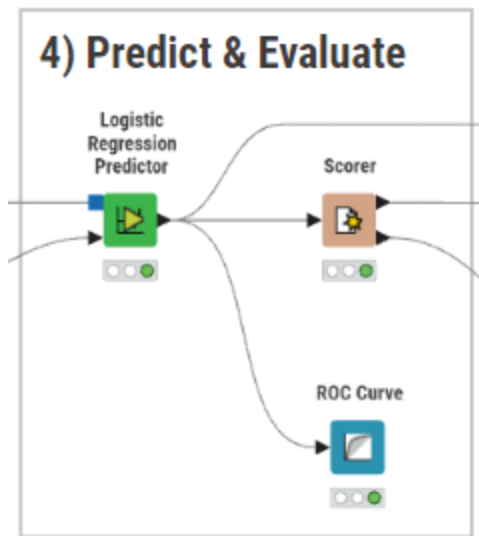 4) Predict & Evaluate
Logistic
Regression
Predictor
Scorer
ROC Curve